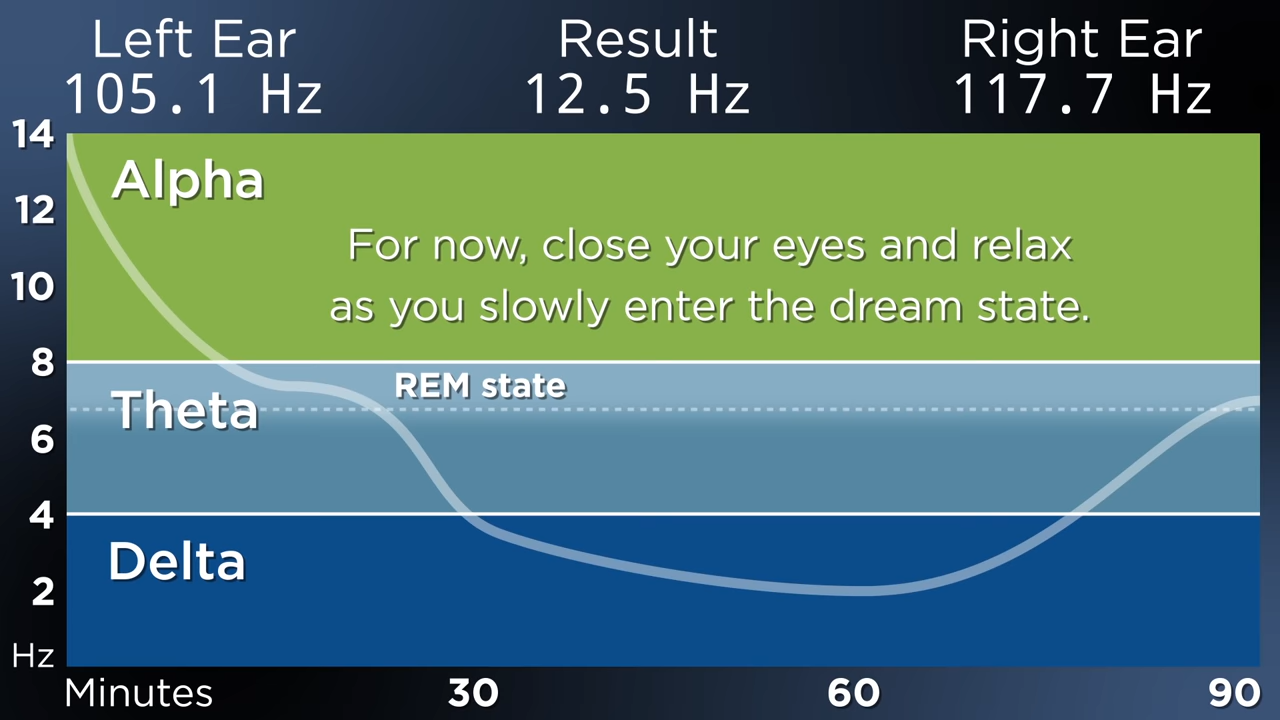 Left Ear
Result
Right Ear
105.1 Hz
12.5 Hz
117.7 Hz
14
Alpha
12
For now, close your eyes and relax
10
as you slowly enter the dream state.
8
REM state
Theta
6
4
Delta
2
Hz
Minutes
30
60
90